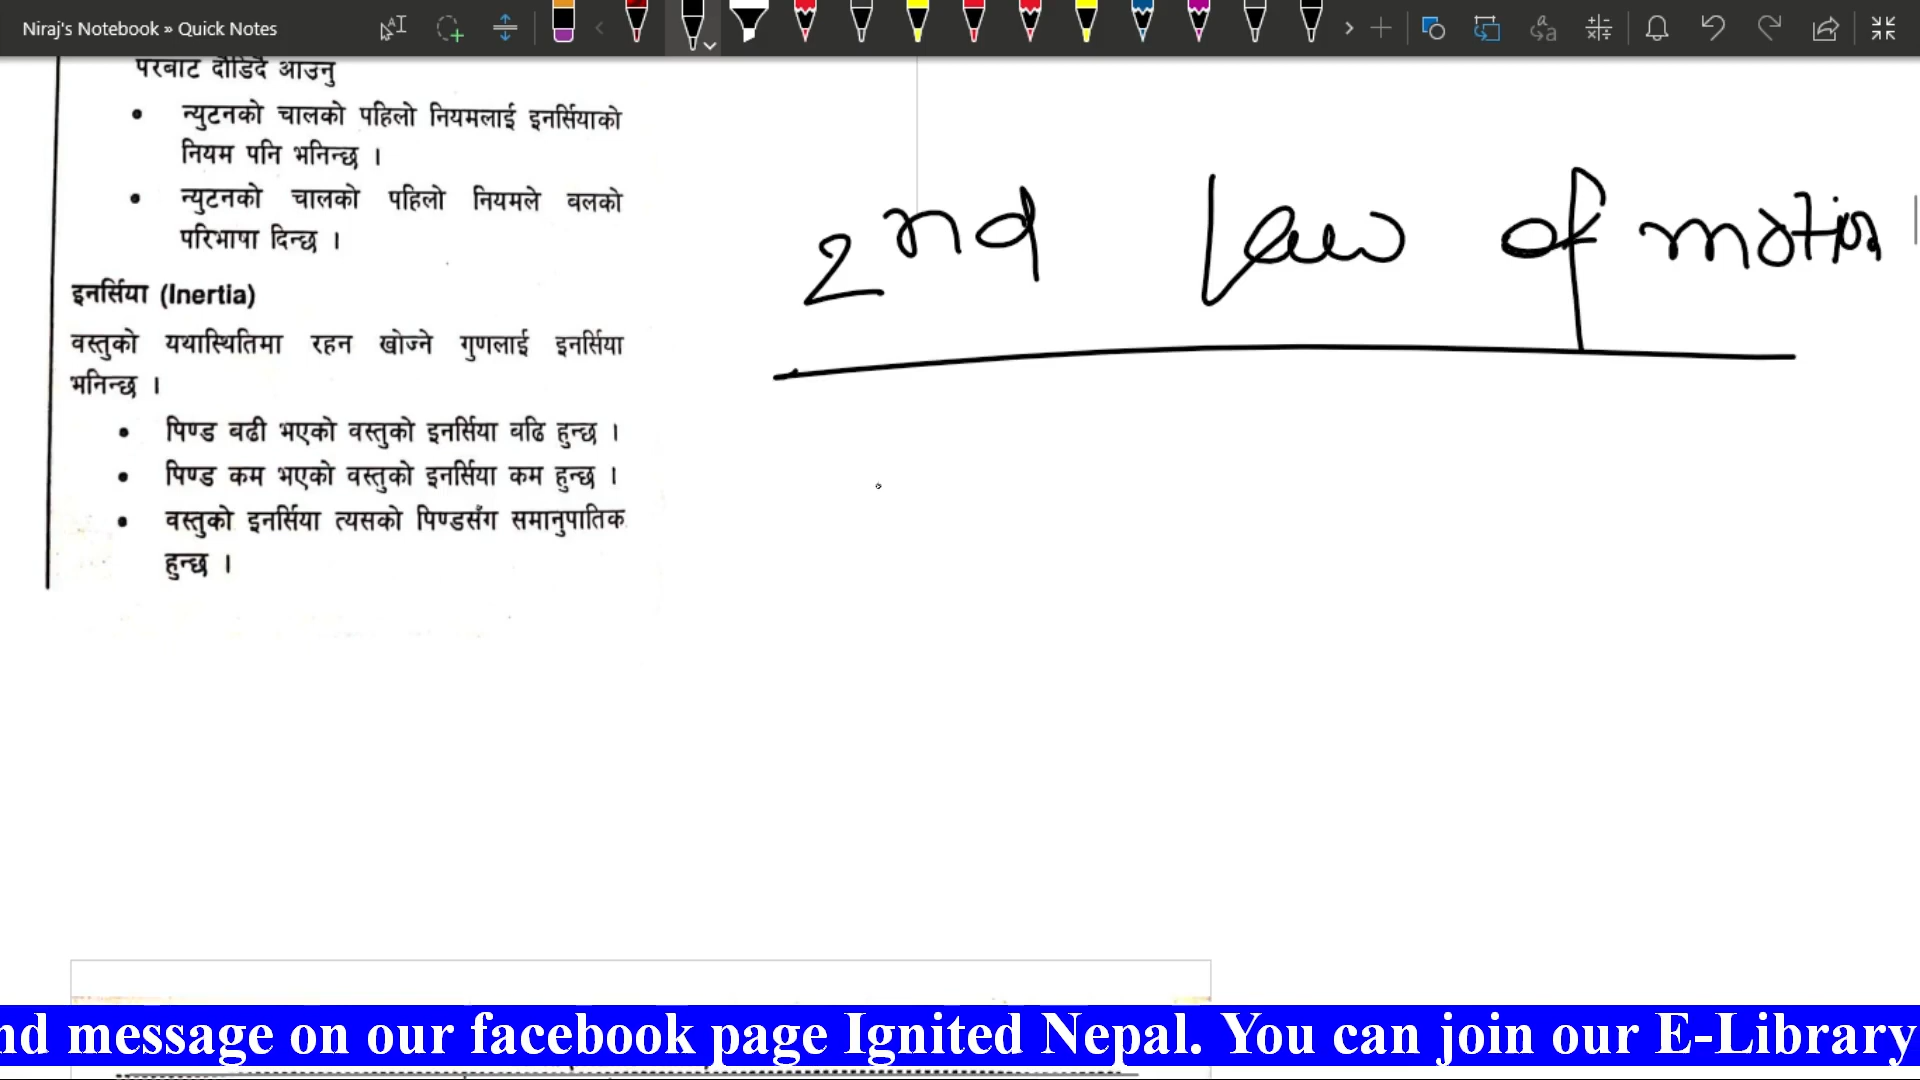 Niraj's Notebook » Quick Notes
परबाट दौडिदै आउनु
• न्युटनको चालको पहिलो नियमलाई इनर्सियाको
नियम पनि भनिन्छ ।
• न्युटनको चालको पहिलो नियमले बलको
परिभाषा दिन्छ ।
इनर्सिया (Inertia)
वस्तुको यथास्थितिमा रहन खोज्ने गुणलाई इनर्सिया
भनिन्छ ।
• पिण्ड बढी भएको वस्तुको इनर्सिया बढि हुन्छ ।
• पिण्ड कम भएको वस्तुको इनर्सिया कम हुन्छ ।
• वस्तुको इनर्सिया त्यसको पिण्डसँग समानुपातिक
हुन्छ ।
2nd law of motion
nd message on our facebook page Ignited Nepal. You can join our E-Library